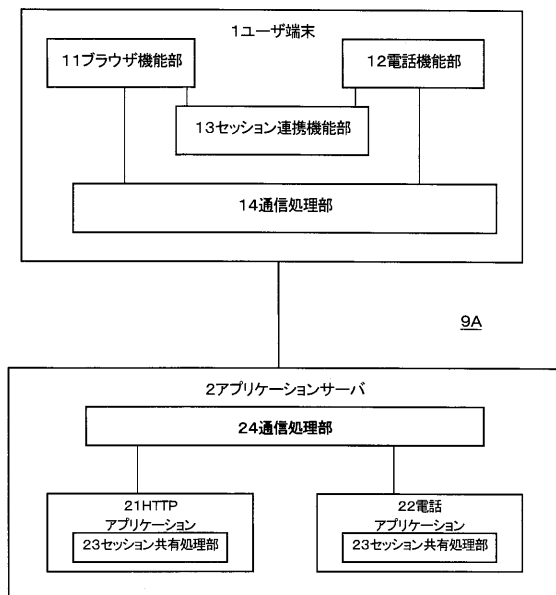 1ユーザ端末
11ブラウザ機能部
12電話機能部
13セッション連携機能部
14通信処理部
9A
2アプリケーションサーバ
24通信処理部
21HTTP
アプリケーション
23セッション共有処理部
22電話
アプリケーション
23セッション共有処理部